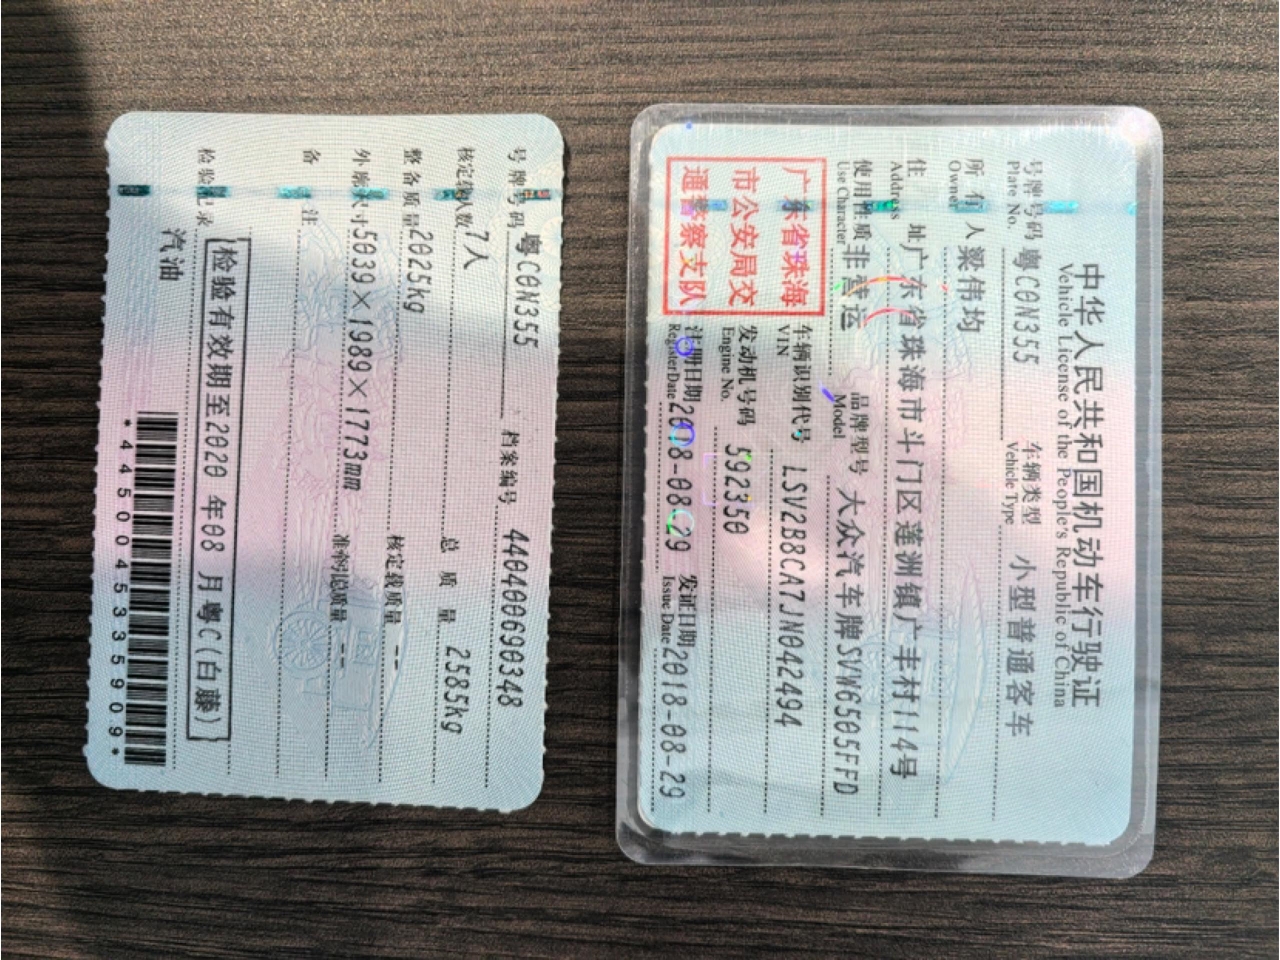 中华人民共和国机动车行驶证
Vehicle License of the People's Republic of China
号牌号码 粤C0N355 车辆类型 小型普通客车
Plate No. Vehicle Type
所有人 梁伟均
Owner
住址 广东省珠海市斗门区莲洲镇广丰村114号
Address
使用性质 非营运 品牌型号 大众汽车牌SVW6505FFD
Use Character Model
广东省珠海
市公安局交
通警察支队
车辆识别代号 LSV2B8CA7JN042494
VIN
发动机号码 592350
Engine No.
注册日期 2018-08-29 发证日期 2018-08-29
Register Date Issue Date
号牌号码 粤C0N355 档案编号 440400690348
核定载人数 7人 总质量 2585kg
整备质量 2025kg 核定载质量 --
外廓尺寸 5039×1989×1773mm 准牵引总质量 --
备注
检验记录 检验有效期至2020年08月粤C(白藤)
汽油
*4450045335909*